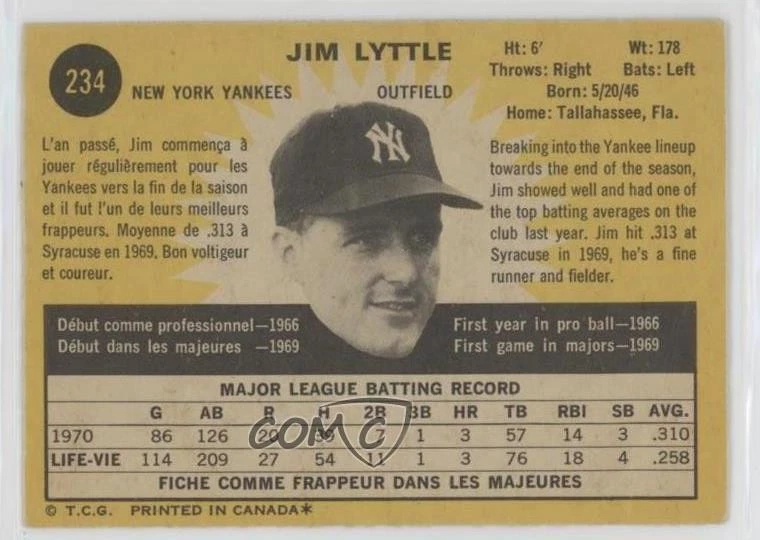 234
JIM LYTTLE
NEW YORK YANKEES OUTFIELD
Ht: 6′ Wt: 178
Throws: Right Bats: Left
Born: 5/20/46
Home: Tallahassee, Fla.
L'an passé, Jim commença à
jouer régulièrement pour les
Yankees vers la fin de la saison
et il fut l'un de leurs meilleurs
frappeurs. Moyenne de .313 à
Syracuse en 1969. Bon voltigeur
et coureur.
NY
Breaking into the Yankee lineup
towards the end of the season,
Jim showed well and had one of
the top batting averages on the
club last year. Jim hit .313 at
Syracuse in 1969, he's a fine
runner and fielder.
Début comme professionnel—1966
Début dans les majeures —1969
First year in pro ball—1966
First game in majors—1969
MAJOR LEAGUE BATTING RECORD
G AB R H 2B 3B HR TB RBI SB AVG.
1970 86 126 20 39 7 1 3 57 14 3 .310
LIFE-VIE 114 209 27 54 11 1 3 76 18 4 .258
FICHE COMME FRAPPEUR DANS LES MAJEURES
© T.C.G. PRINTED IN CANADA*
COMC